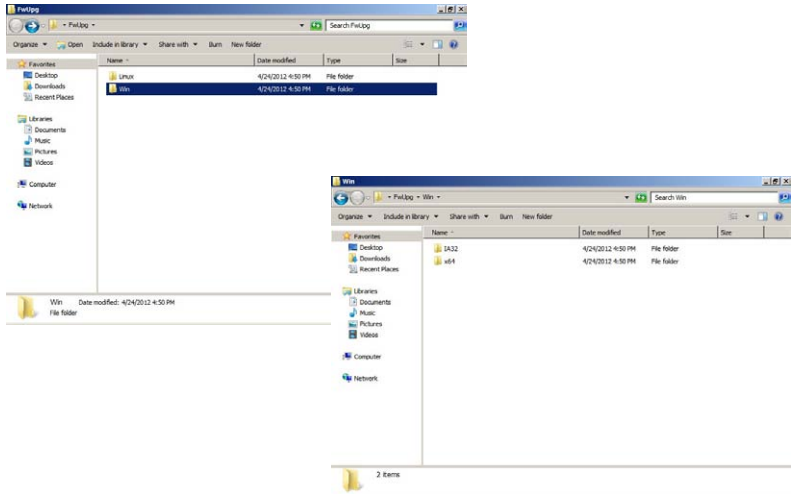 FwUpg
FwUpg
Search FwUpg
Organize Open Include in library Share with Burn New folder
Favorites
Desktop
Downloads
Recent Places
Libraries
Documents
Music
Pictures
Videos
Computer
Network
Name Date modified Type Size
Linux 4/24/2012 4:50 PM File folder
Win 4/24/2012 4:50 PM File folder
Win Date modified: 4/24/2012 4:50 PM
File folder
Win
FwUpg Win
Search Win
Organize Include in library Share with Burn New folder
Favorites
Desktop
Downloads
Recent Places
Libraries
Documents
Music
Pictures
Videos
Computer
Network
Name Date modified Type Size
IA32 4/24/2012 4:50 PM File folder
x64 4/24/2012 4:50 PM File folder
2 items